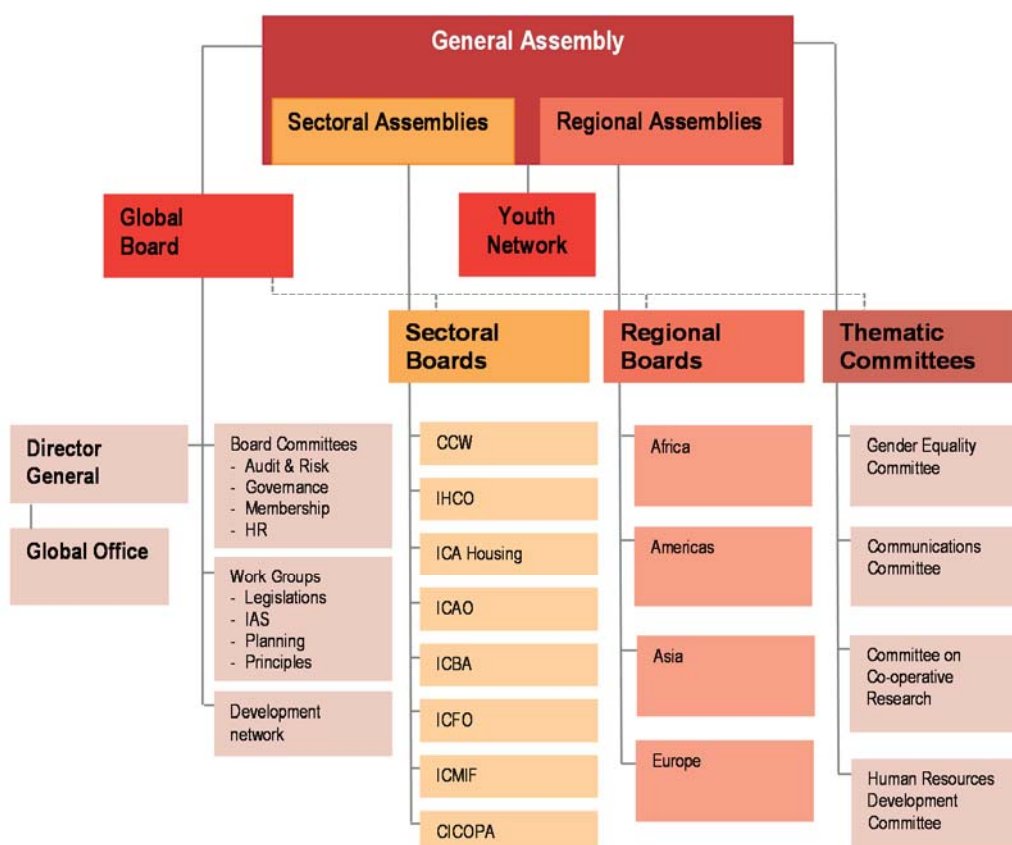 General Assembly
Sectoral Assemblies
Regional Assemblies
Global
Board
Youth
Network
Sectoral
Boards
Regional
Boards
Thematic
Committees
Director
General
Global Office
Board Committees
- Audit & Risk
- Governance
- Membership
- HR
Work Groups
- Legislations
- IAS
- Planning
- Principles
Development
network
CCW
IHCO
ICA Housing
ICAO
ICBA
ICFO
ICMIF
CICOPA
Africa
Americas
Asia
Europe
Gender Equality
Committee
Communications
Committee
Committee on
Co-operative
Research
Human Resources
Development
Committee